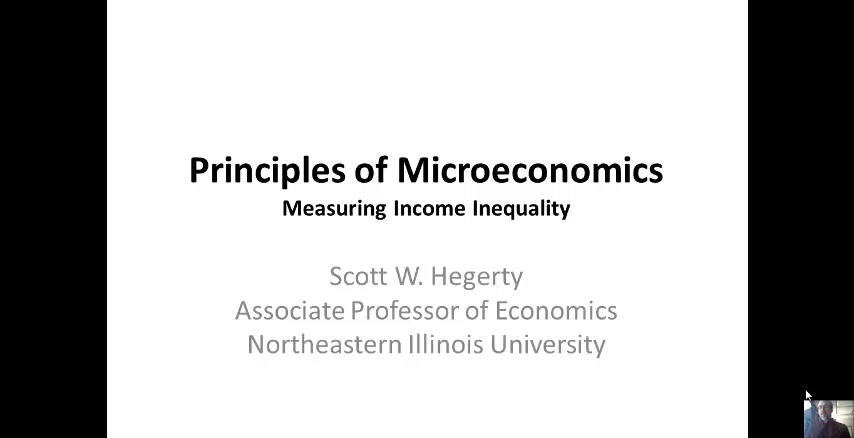 Principles of Microeconomics
Measuring Income Inequality
Scott W. Hegerty
Associate Professor of Economics
Northeastern Illinois University